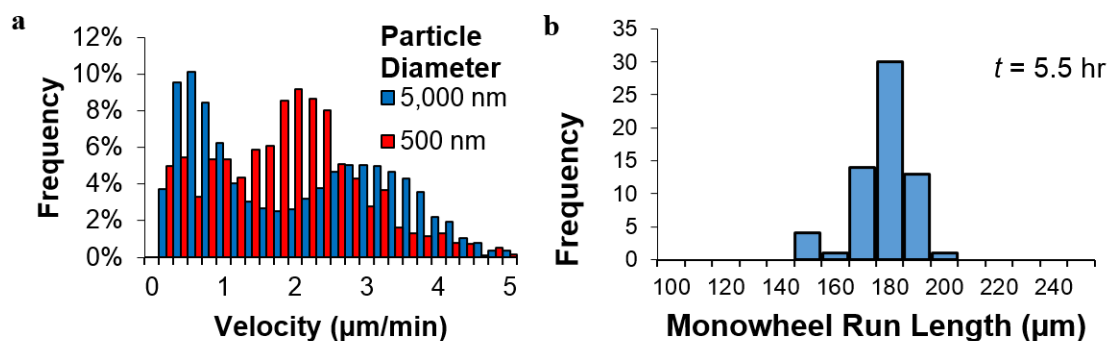 a
12%
10%
8%
6%
4%
2%
0%
Frequency
Particle
Diameter
5,000 nm
500 nm
0 1 2 3 4 5
Velocity (µm/min)
b
35
30
25
20
15
10
5
0
Frequency
t = 5.5 hr
100 120 140 160 180 200 220 240
Monowheel Run Length (µm)